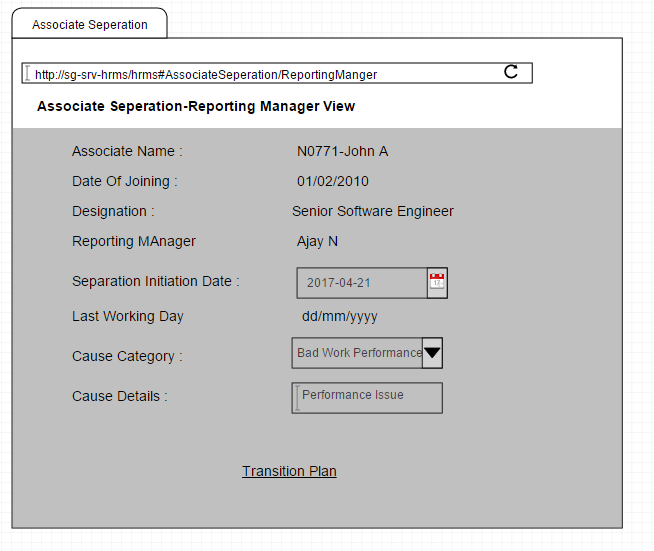 Associate Seperation
http://sg-srv-hrms/hrms#AssociateSeperation/ReportingManger
Associate Seperation-Reporting Manager View
Associate Name : N0771-John A
Date Of Joining : 01/02/2010
Designation : Senior Software Engineer
Reporting MAnager Ajay N
Separation Initiation Date : 2017-04-21
Last Working Day dd/mm/yyyy
Cause Category : Bad Work Performance
Cause Details : Performance Issue
Transition Plan